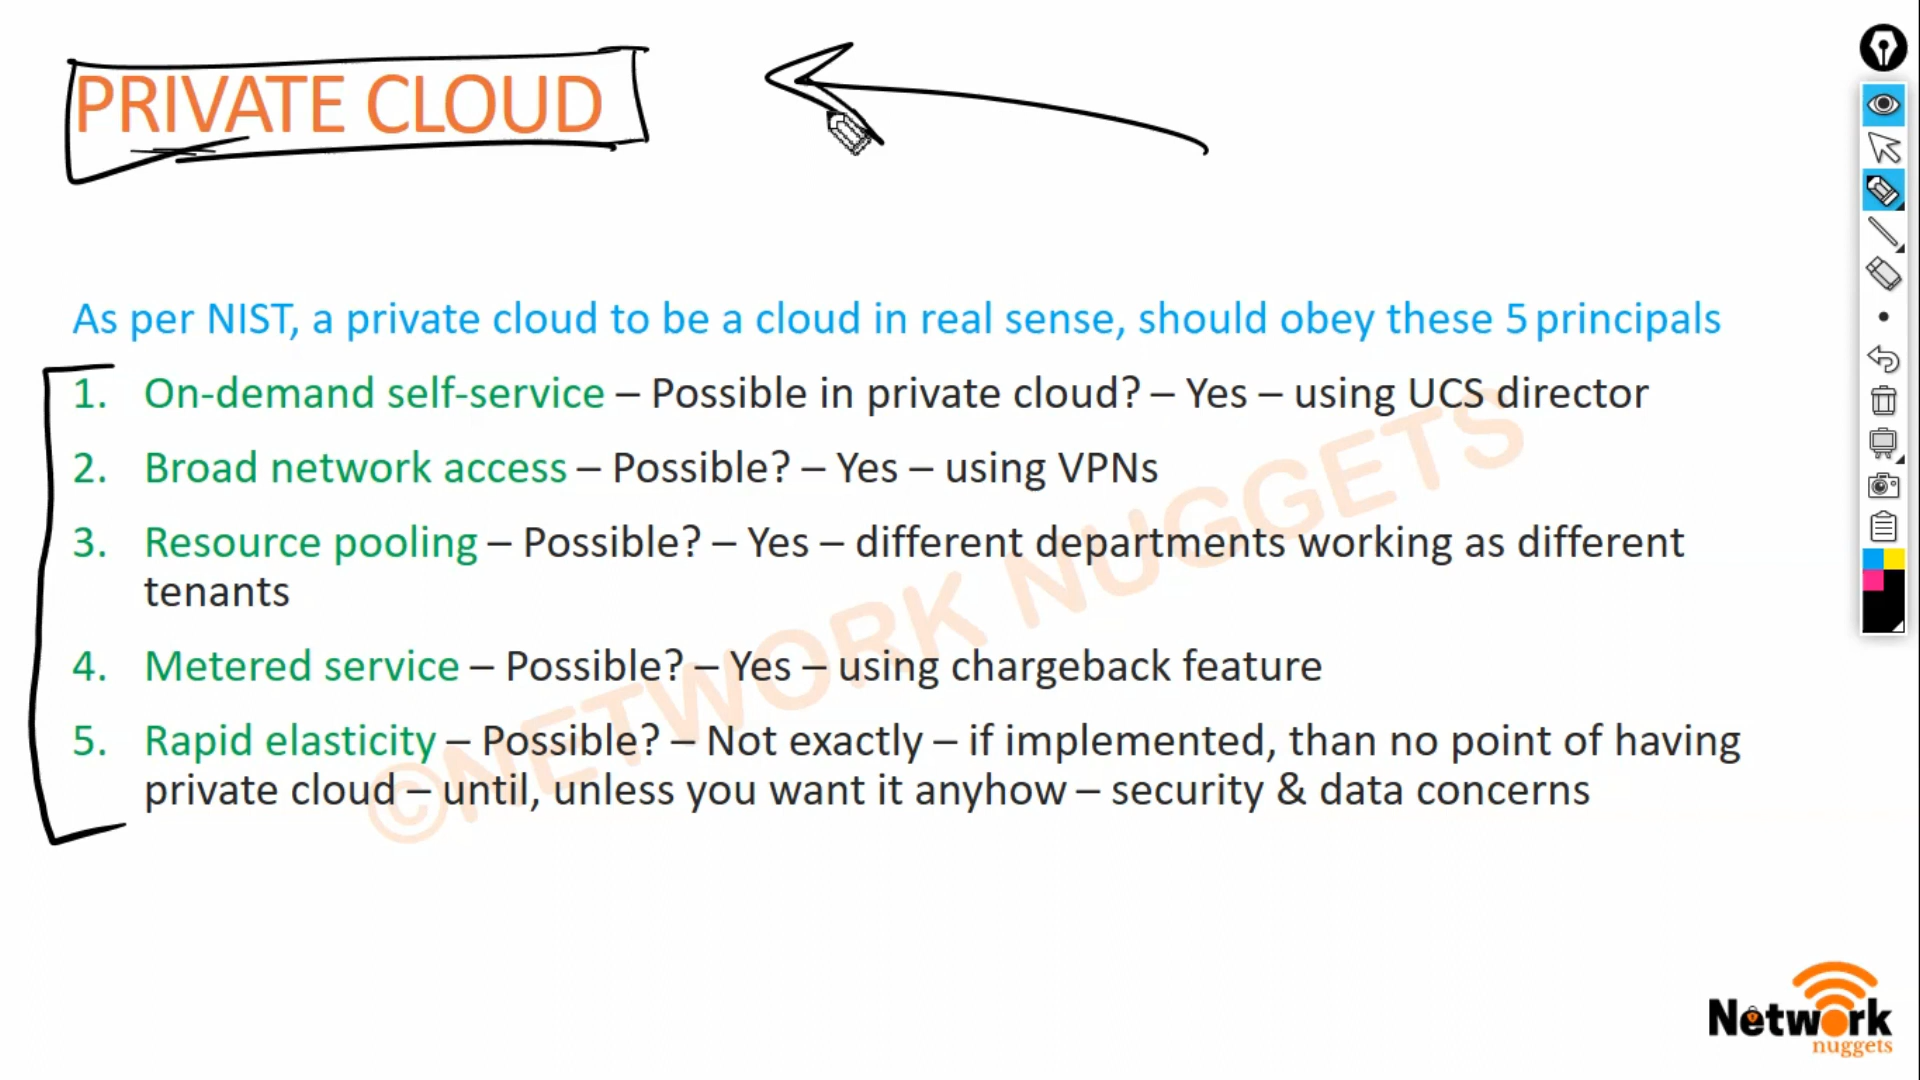 PRIVATE CLOUD
As per NIST, a private cloud to be a cloud in real sense, should obey these 5 principals
1. On-demand self-service – Possible in private cloud? – Yes – using UCS director
2. Broad network access – Possible? – Yes – using VPNs
3. Resource pooling – Possible? – Yes – different departments working as different
tenants
4. Metered service – Possible? – Yes – using chargeback feature
5. Rapid elasticity – Possible? – Not exactly – if implemented, than no point of having
private cloud – until, unless you want it anyhow – security & data concerns
©NETWORK NUGGETS
Network
nuggets